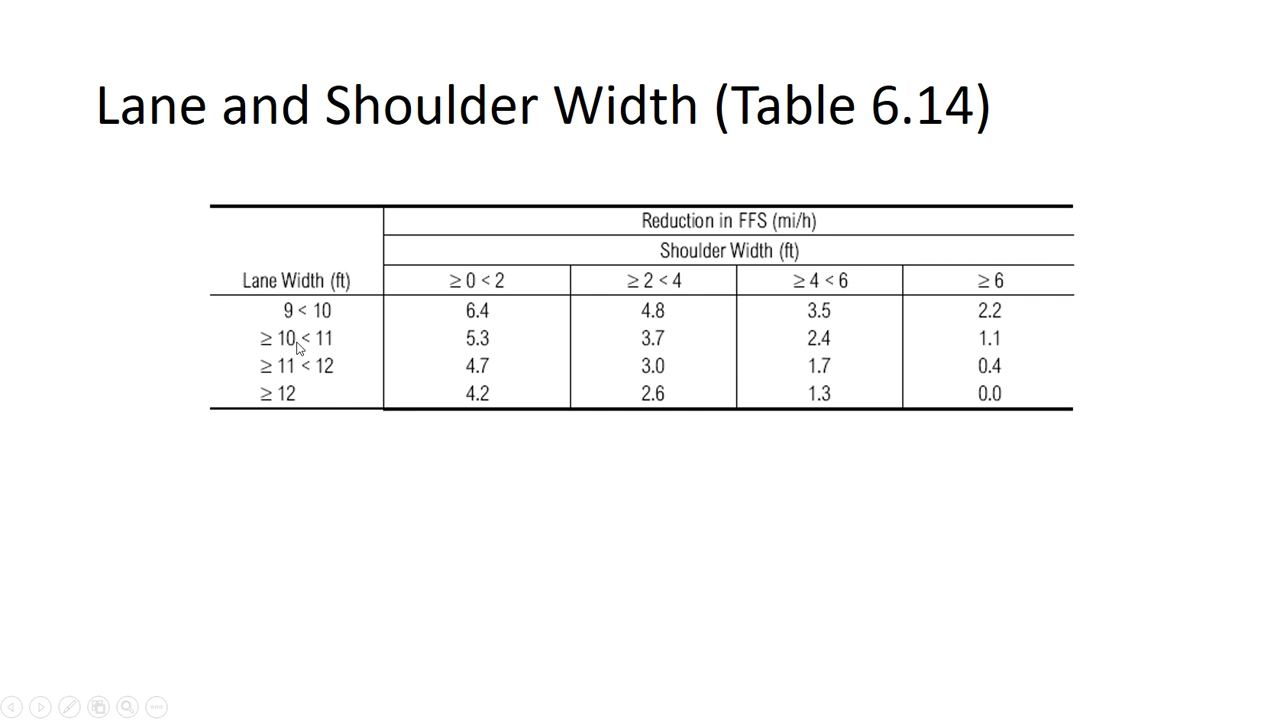 Lane and Shoulder Width (Table 6.14)
Reduction in FFS (mi/h)
Shoulder Width (ft)
Lane Width (ft) ≥ 0 < 2 ≥ 2 < 4 ≥ 4 < 6 ≥ 6
9 < 10 6.4 4.8 3.5 2.2
≥ 10 < 11 5.3 3.7 2.4 1.1
≥ 11 < 12 4.7 3.0 1.7 0.4
≥ 12 4.2 2.6 1.3 0.0